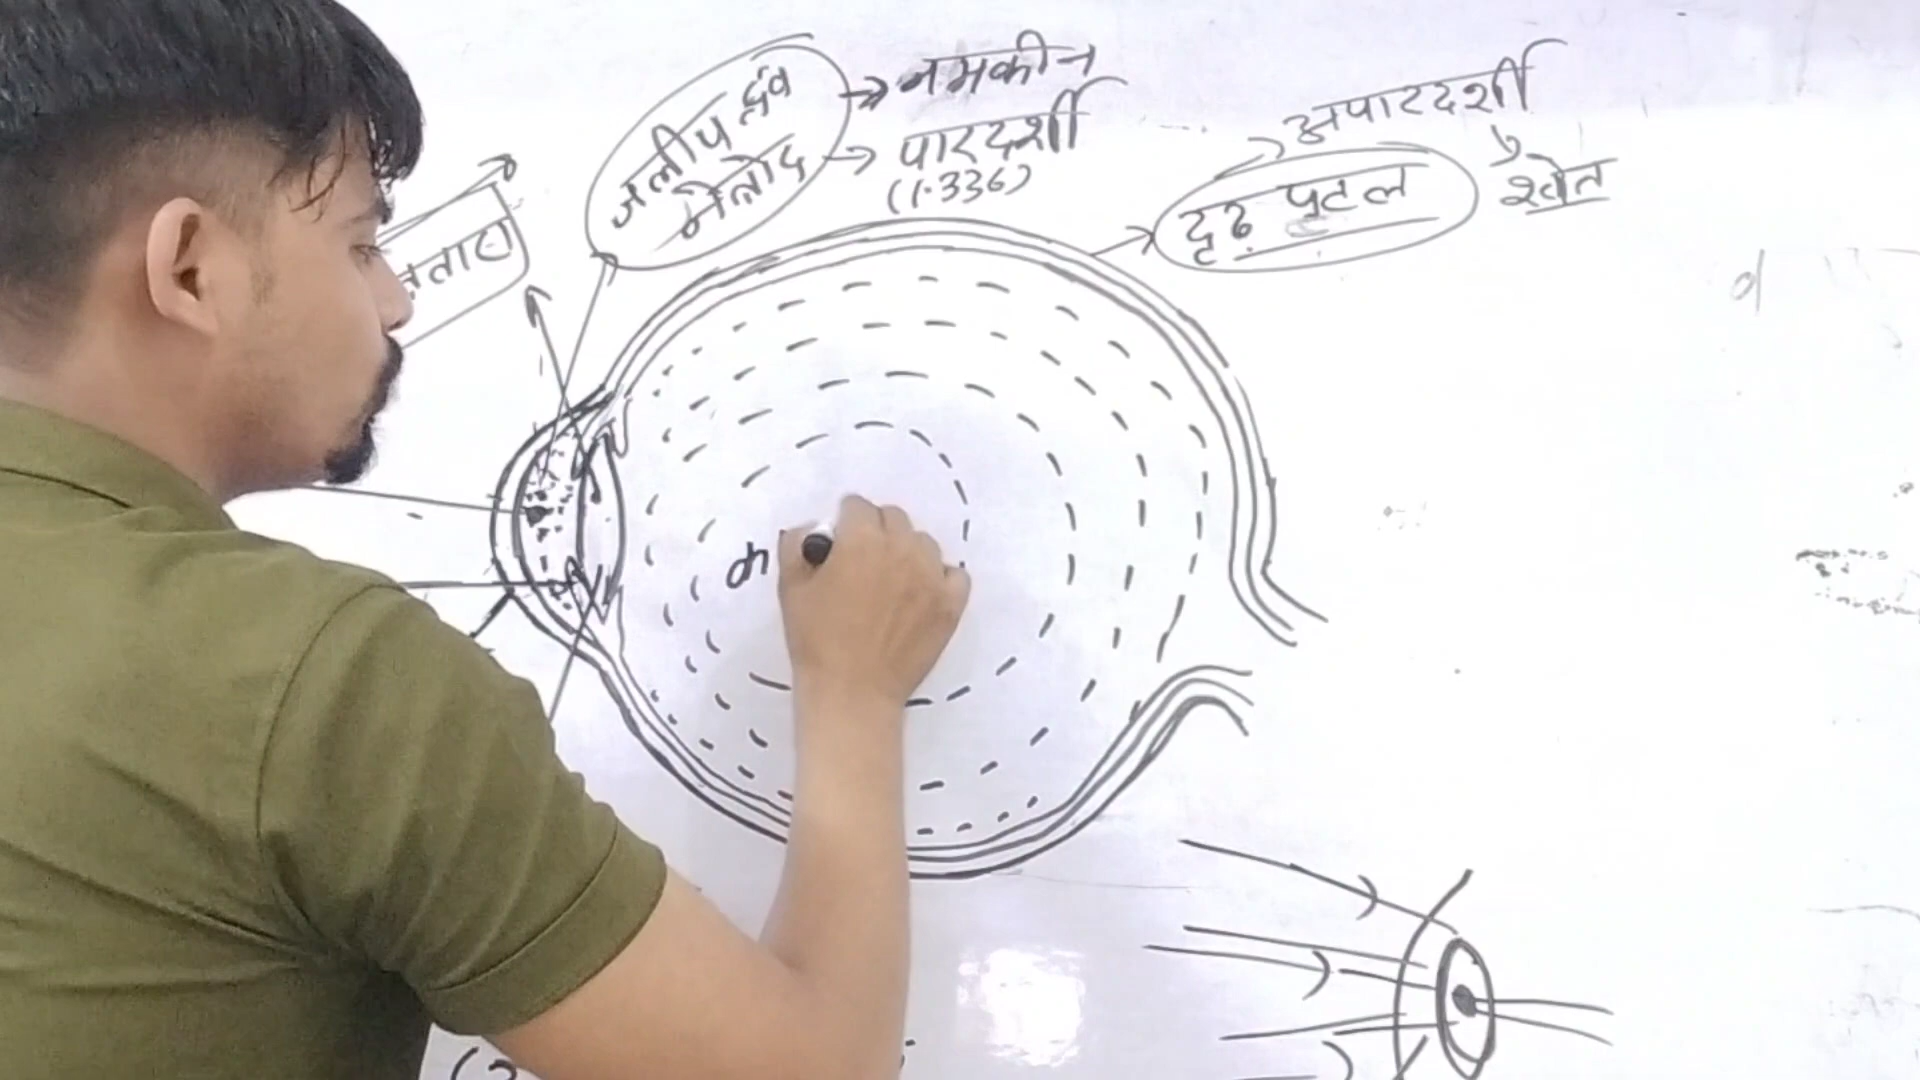 जलीय द्रव
नेत्रोद
नमकीन
पारदर्शी
(1.336)
अपारदर्शी
श्वेत
दृढ़ पटल
का